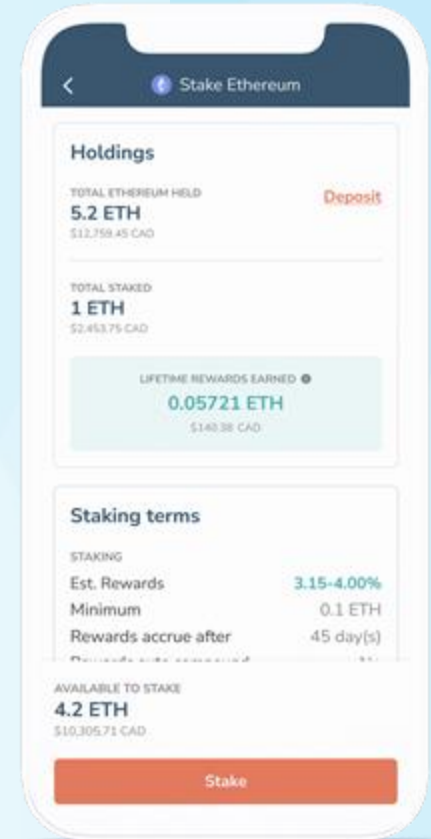 Stake Ethereum
Holdings
TOTAL ETHEREUM HELD
Deposit
5.2 ETH
$12,759.45 CAD
TOTAL STAKED
1 ETH
$2,453.75 CAD
LIFETIME REWARDS EARNED
0.05721 ETH
$140.38 CAD
Staking terms
STAKING
Est. Rewards 3.15-4.00%
Minimum 0.1 ETH
Rewards accrue after 45 day(s)
AVAILABLE TO STAKE
4.2 ETH
$10,305.71 CAD
Stake